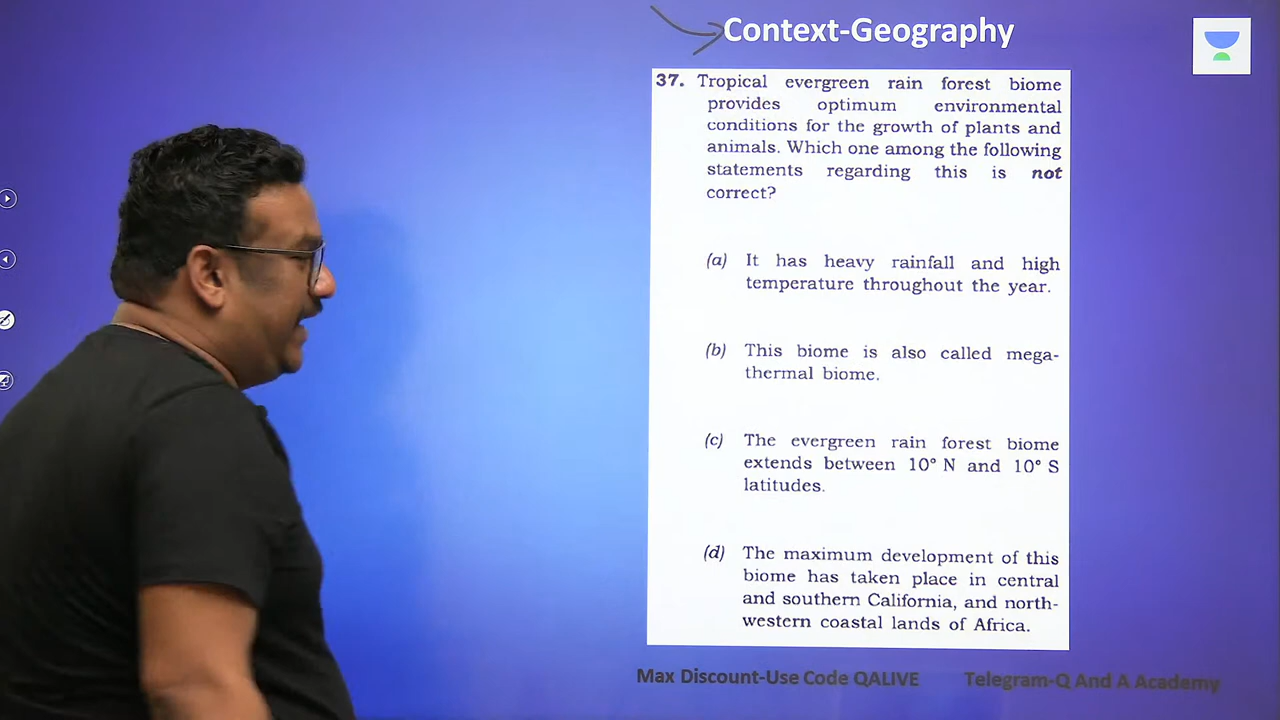 Context-Geography
37. Tropical evergreen rain forest biome
provides optimum environmental
conditions for the growth of plants and
animals. Which one among the following
statements regarding this is not
correct?
(a) It has heavy rainfall and high
temperature throughout the year.
(b) This biome is also called mega-
thermal biome.
(c) The evergreen rain forest biome
extends between 10° N and 10° S
latitudes.
(d) The maximum development of this
biome has taken place in central
and southern California, and north-
western coastal lands of Africa.
Max Discount-Use Code QALIVE Telegram-Q And A Academy